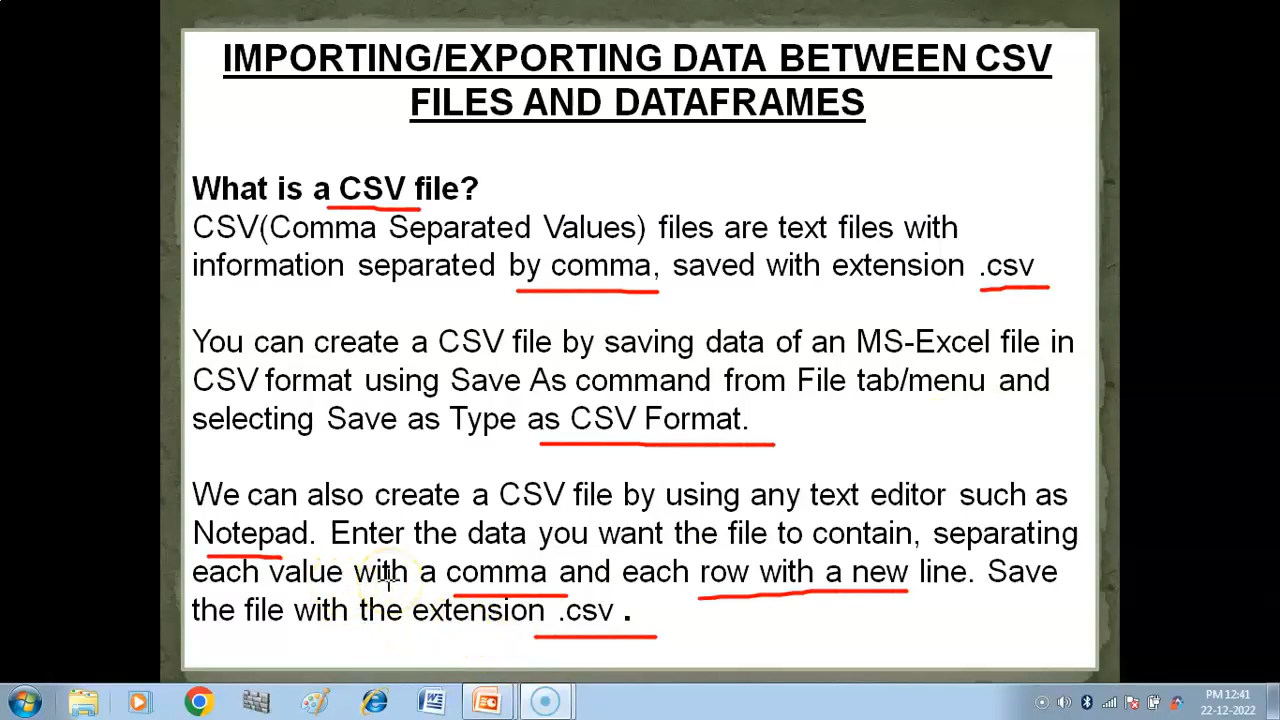 IMPORTING/EXPORTING DATA BETWEEN CSV
FILES AND DATAFRAMES
What is a CSV file?
CSV(Comma Separated Values) files are text files with
information separated by comma, saved with extension .csv
You can create a CSV file by saving data of an MS-Excel file in
CSV format using Save As command from File tab/menu and
selecting Save as Type as CSV Format.
We can also create a CSV file by using any text editor such as
Notepad. Enter the data you want the file to contain, separating
each value with a comma and each row with a new line. Save
the file with the extension .csv .
PM 12:41
22-12-2022